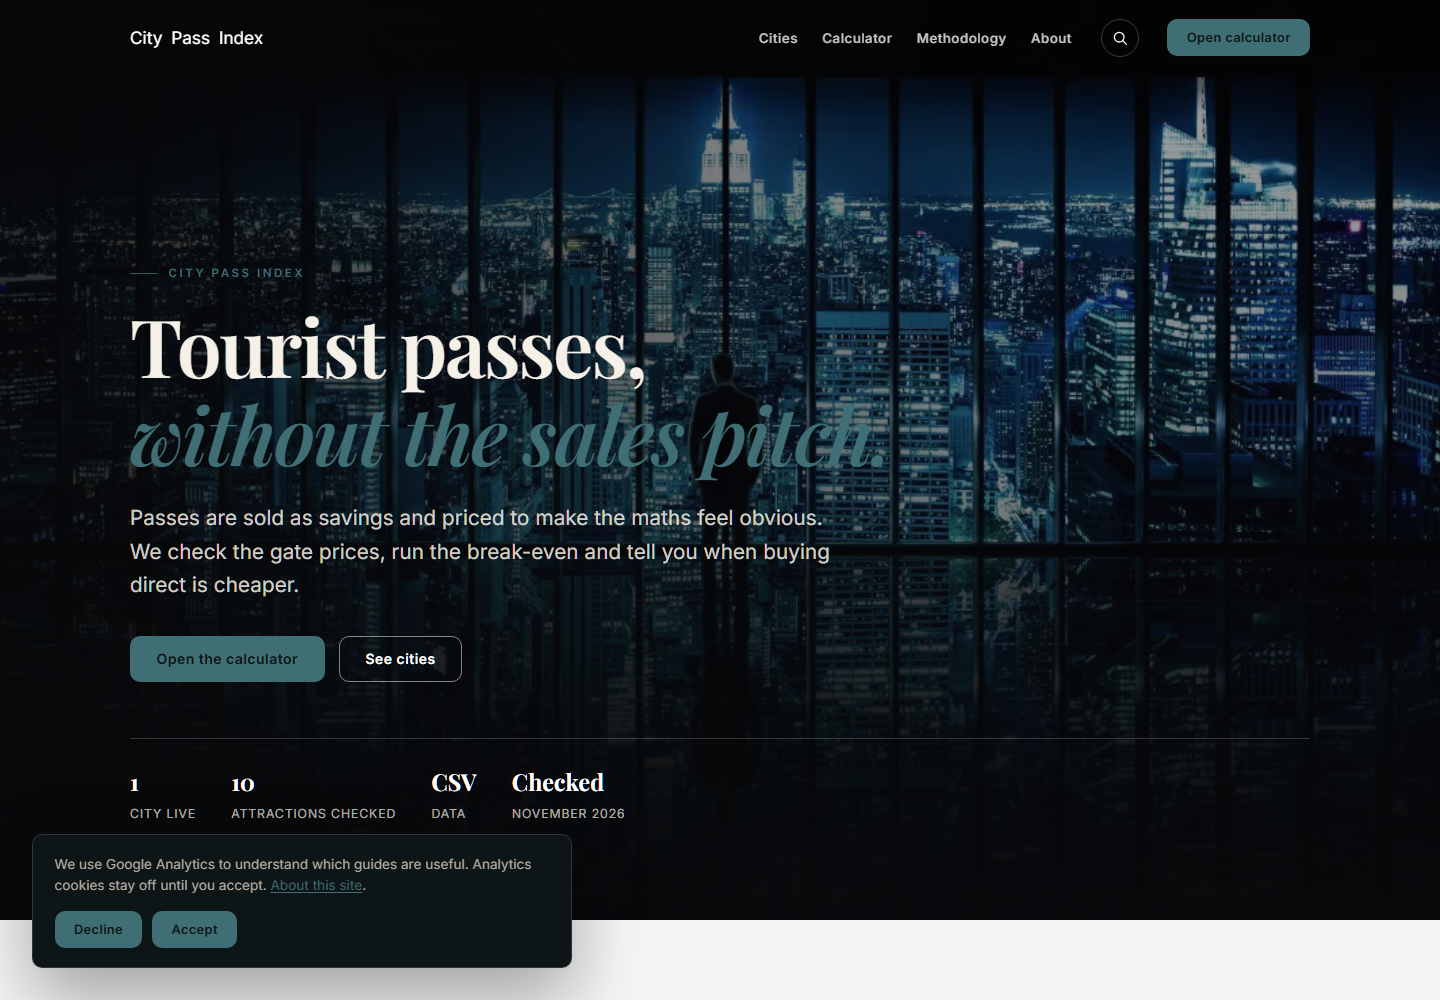 City Pass Index
Cities
Calculator
Methodology
About
Open calculator
CITY PASS INDEX
Tourist passes,
without the sales pitch.
Passes are sold as savings and priced to make the maths feel obvious.
We check the gate prices, run the break-even and tell you when buying
direct is cheaper.
Open the calculator
See cities
1
CITY LIVE
10
ATTRACTIONS CHECKED
CSV
DATA
Checked
NOVEMBER 2026
We use Google Analytics to understand which guides are useful. Analytics
cookies stay off until you accept. About this site.
Decline
Accept